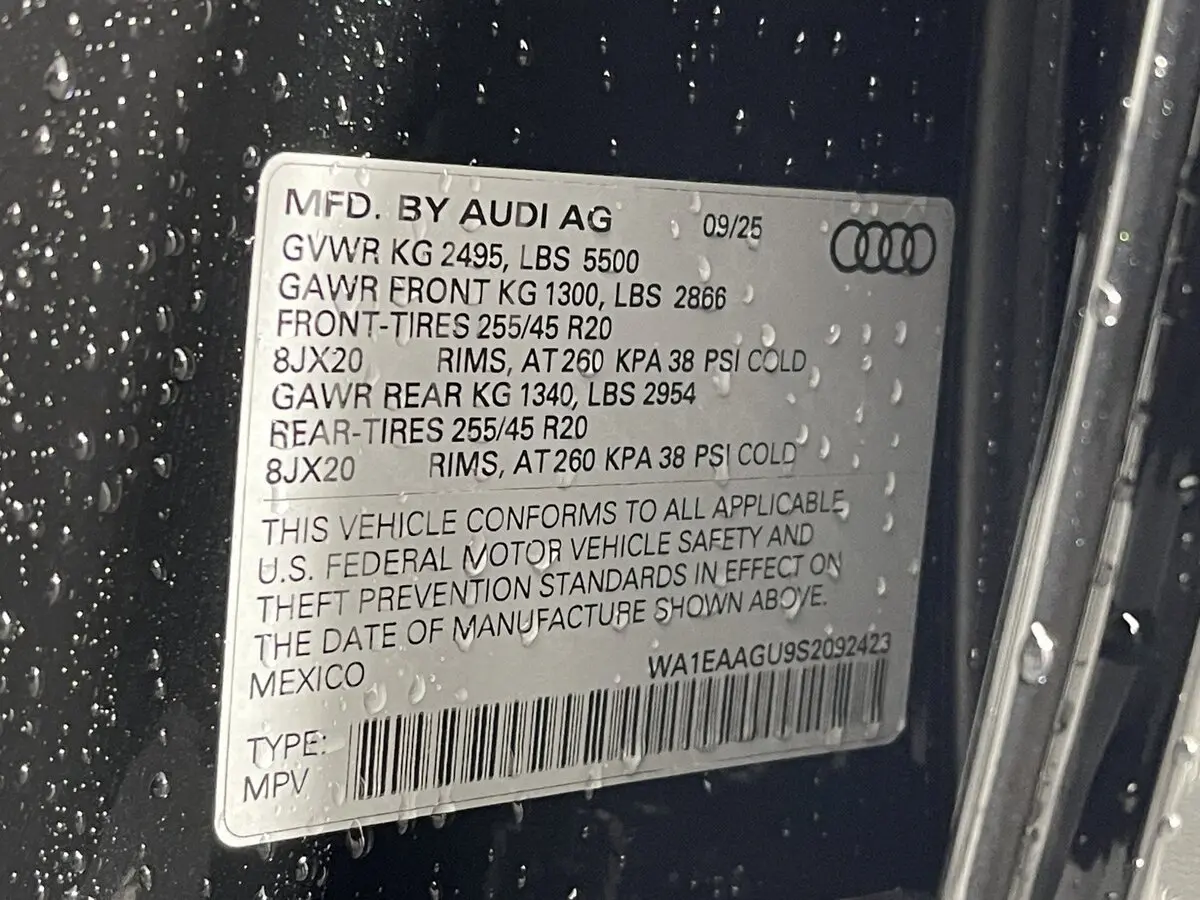 MFD. BY AUDI AG 09/25
GVWR KG 2495, LBS 5500
GAWR FRONT KG 1300, LBS 2866
FRONT-TIRES 255/45 R20
8JX20 RIMS, AT 260 KPA 38 PSI COLD
GAWR REAR KG 1340, LBS 2954
REAR-TIRES 255/45 R20
8JX20 RIMS, AT 260 KPA 38 PSI COLD
THIS VEHICLE CONFORMS TO ALL APPLICABLE
U.S. FEDERAL MOTOR VEHICLE SAFETY AND
THEFT PREVENTION STANDARDS IN EFFECT ON
THE DATE OF MANUFACTURE SHOWN ABOVE.
MEXICO WA1EAAGU9S2092423
TYPE:
MPV